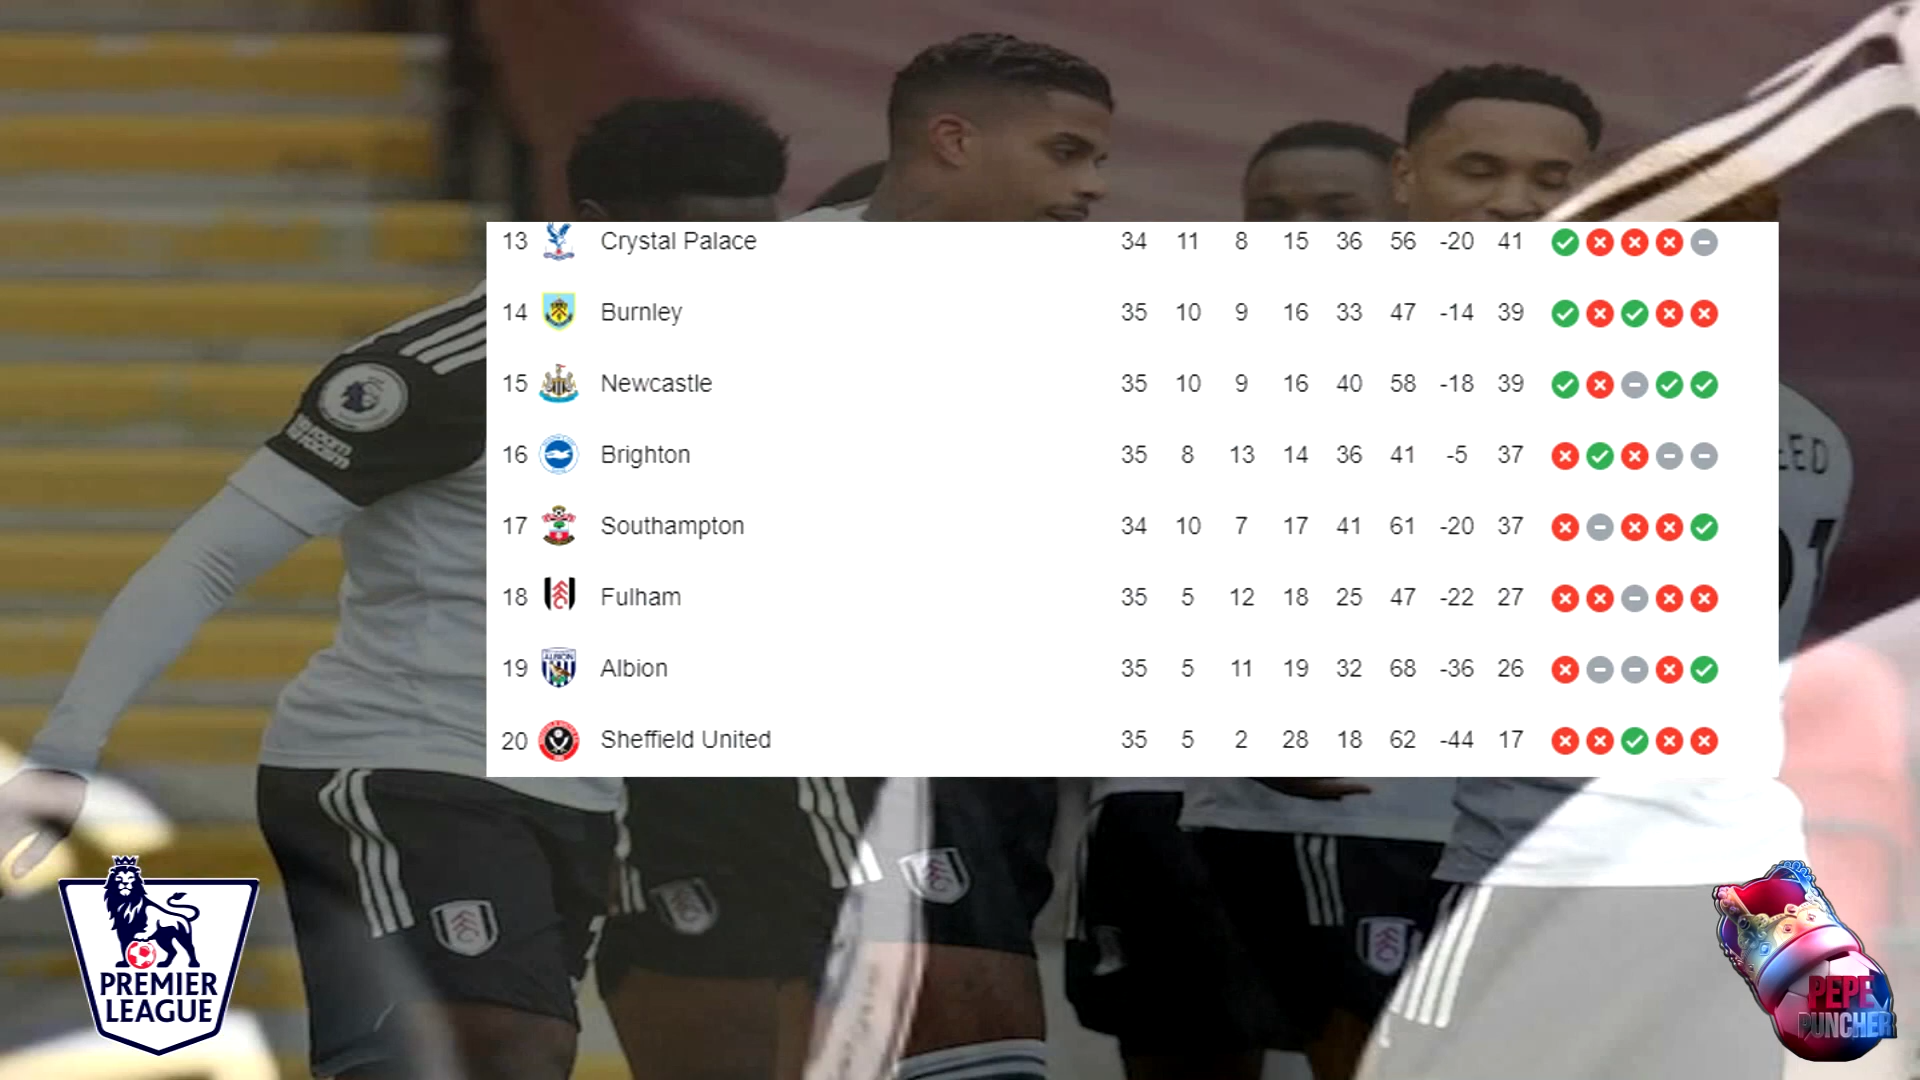 13 Crystal Palace 34 11 8 15 36 56 -20 41
14 Burnley 35 10 9 16 33 47 -14 39
15 Newcastle 35 10 9 16 40 58 -18 39
16 Brighton 35 8 13 14 36 41 -5 37
17 Southampton 34 10 7 17 41 61 -20 37
18 Fulham 35 5 12 18 25 47 -22 27
19 Albion 35 5 11 19 32 68 -36 26
20 Sheffield United 35 5 2 28 18 62 -44 17
PREMIER
LEAGUE
PEPE
PUNCHER